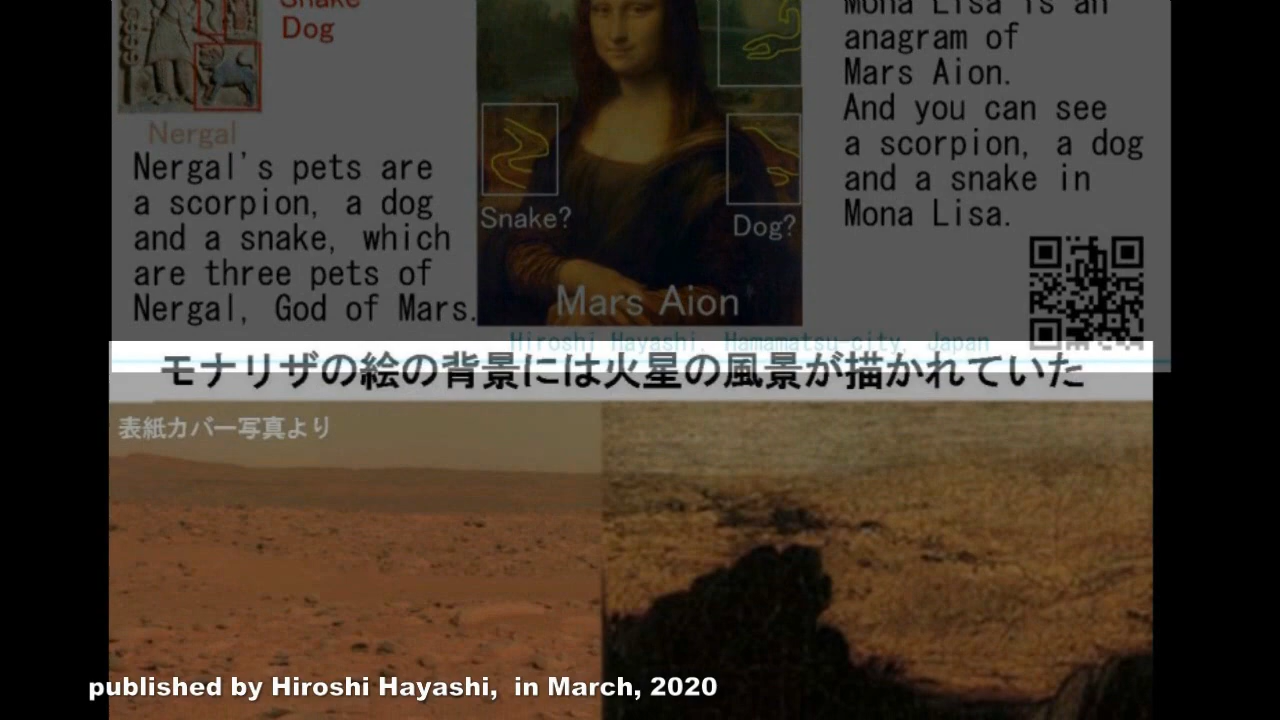 Snake
Dog
Nergal
Nergal's pets are
a scorpion, a dog
and a snake, which
are three pets of
Nergal, God of Mars.
Snake?
Dog?
Mars Aion
Mona Lisa is an
anagram of
Mars Aion.
And you can see
a scorpion, a dog
and a snake in
Mona Lisa.
Hiroshi Hayashi, Hamamatsu-city, Japan
モナリザの絵の背景には火星の風景が描かれていた
表紙カバー写真より
published by Hiroshi Hayashi, in March, 2020